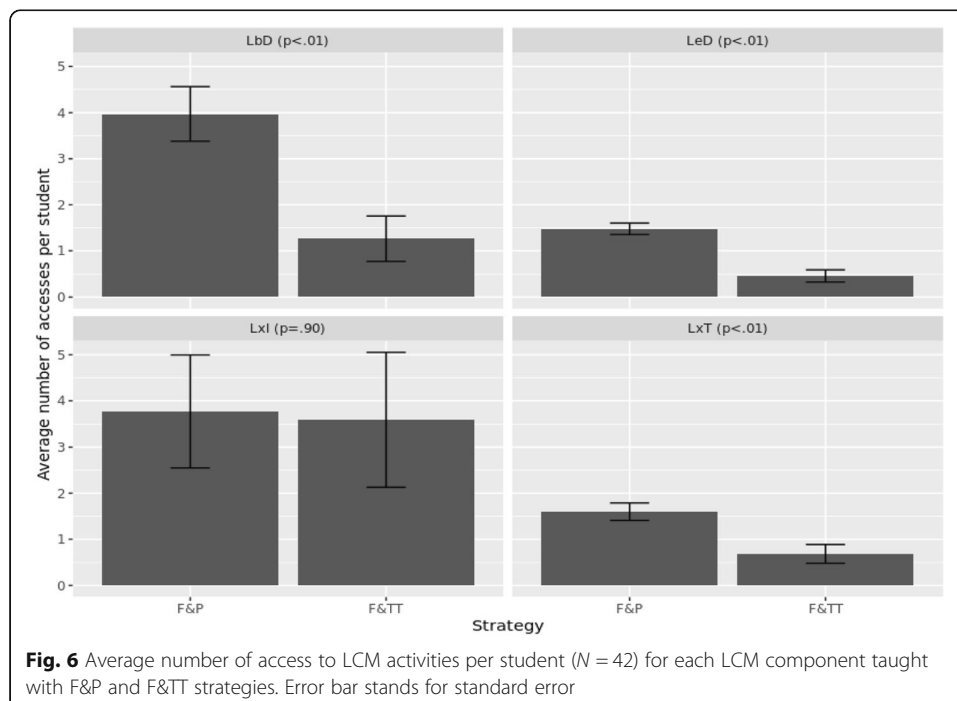 LbD (p<.01)
LeD (p<.01)
5
4
3
2
1
0
LxI (p=.90)
LxT (p<.01)
5
4
3
2
1
0
Average number of accesses per student
F&P
F&TT
F&P
F&TT
Strategy
Fig. 6 Average number of access to LCM activities per student (N = 42) for each LCM component taught
with F&P and F&TT strategies. Error bar stands for standard error